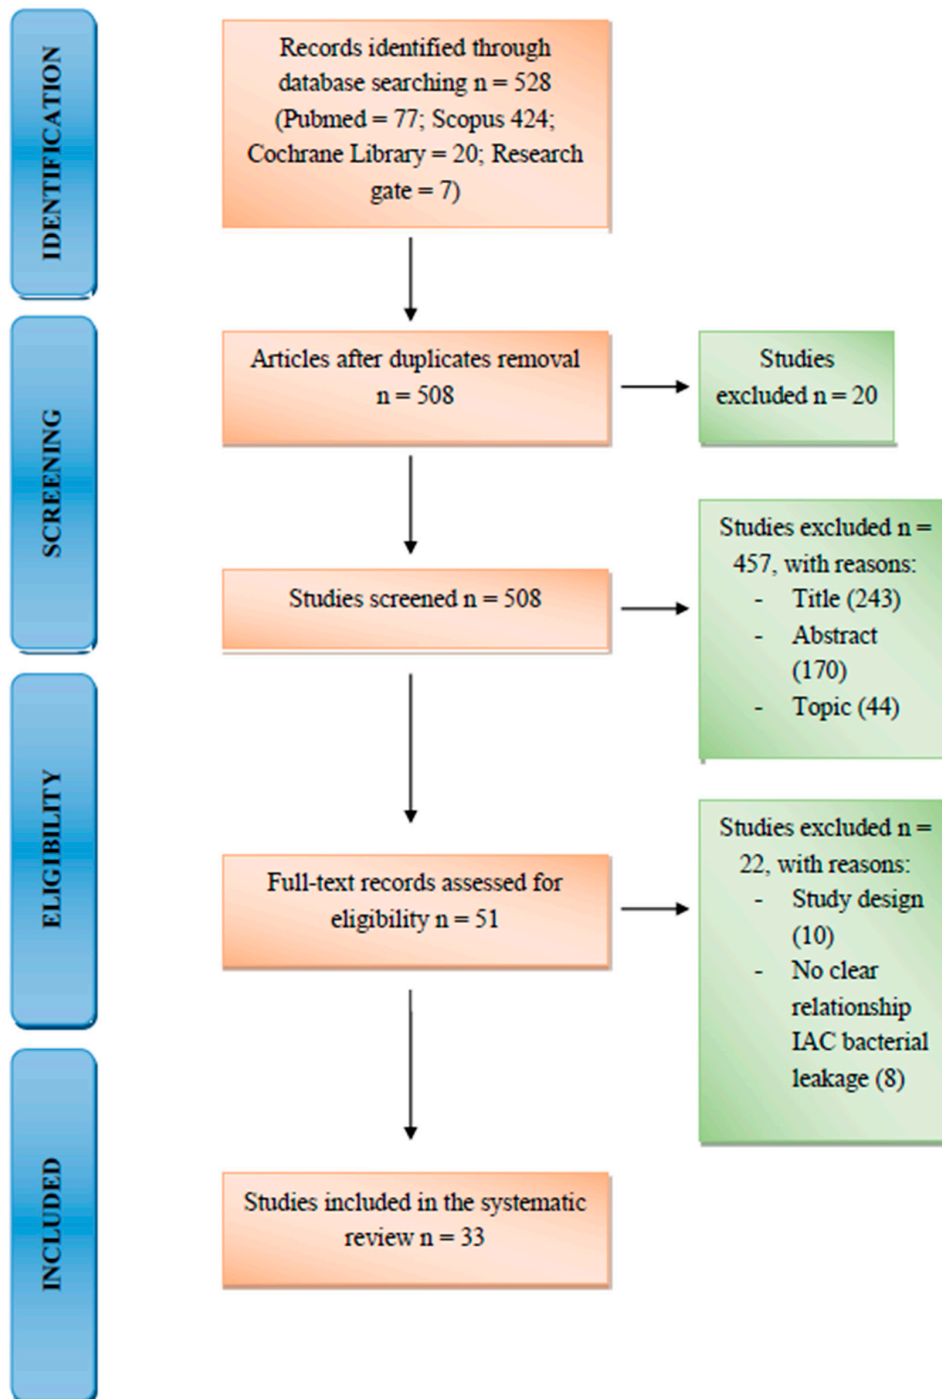 IDENTIFICATION
Records identified through
database searching n = 528
(Pubmed = 77; Scopus 424;
Cochrane Library = 20; Research
gate = 7)
SCREENING
Articles after duplicates removal
n = 508
Studies
excluded n = 20
Studies screened n = 508
Studies excluded n =
457, with reasons:
- Title (243)
- Abstract
(170)
- Topic (44)
ELIGIBILITY
Full-text records assessed for
eligibility n = 51
Studies excluded n =
22, with reasons:
- Study design
(10)
- No clear
relationship
IAC bacterial
leakage (8)
INCLUDED
Studies included in the systematic
review n = 33